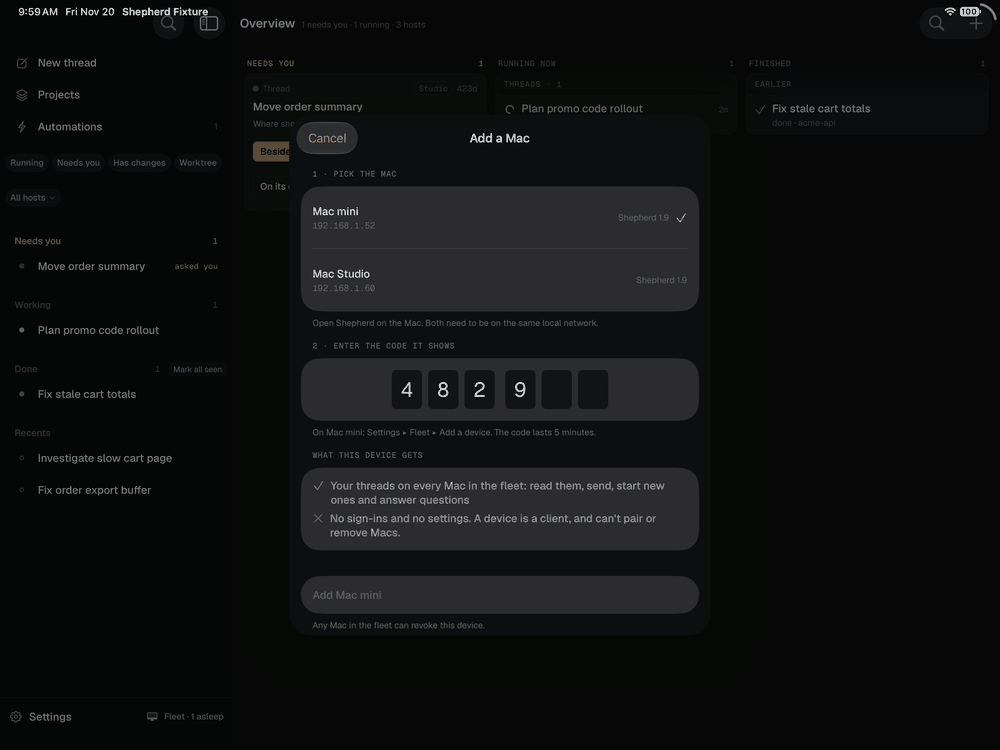 9:59 AM Fri Nov 20 Shepherd Fixture
100
Overview 1 needs you · 1 running · 3 hosts
New thread
Projects
Automations 1
Running Needs you Has changes Worktree
All hosts
Needs you 1
Move order summary asked you
Working 1
Plan promo code rollout
Done 1 Mark all seen
Fix stale cart totals
Recents
Investigate slow cart page
Fix order export buffer
Settings Fleet · 1 asleep
NEEDS YOU 1
Thread Studio 423d
Move order summary
Where sho
Beside
On its
RUNNING NOW 1
THREADS · 1
Plan promo code rollout 2m
FINISHED 1
EARLIER
Fix stale cart totals
done · acme-api
Cancel Add a Mac
1 · PICK THE MAC
Mac mini Shepherd 1.9
192.168.1.52
Mac Studio Shepherd 1.9
192.168.1.60
Open Shepherd on the Mac. Both need to be on the same local network.
2 · ENTER THE CODE IT SHOWS
4 8 2 9
On Mac mini: Settings ▸ Fleet ▸ Add a device. The code lasts 5 minutes.
WHAT THIS DEVICE GETS
Your threads on every Mac in the fleet: read them, send, start new
ones and answer questions
No sign-ins and no settings. A device is a client, and can't pair or
remove Macs.
Add Mac mini
Any Mac in the fleet can revoke this device.